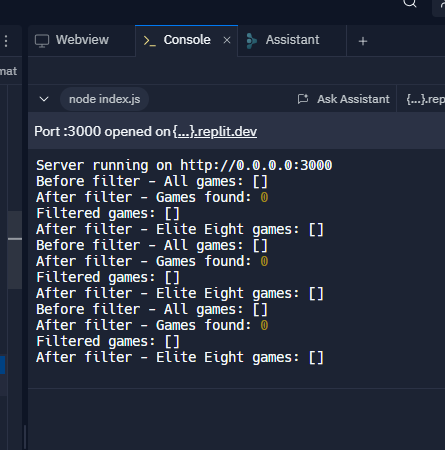 Webview
Console
Assistant
mat
node index.js
Ask Assistant
{...}.rep
Port :3000 opened on {...}.replit.dev
Server running on http://0.0.0.0:3000
Before filter - All games: []
After filter - Games found: 0
Filtered games: []
After filter - Elite Eight games: []
Before filter - All games: []
After filter - Games found: 0
Filtered games: []
After filter - Elite Eight games: []
Before filter - All games: []
After filter - Games found: 0
Filtered games: []
After filter - Elite Eight games: []